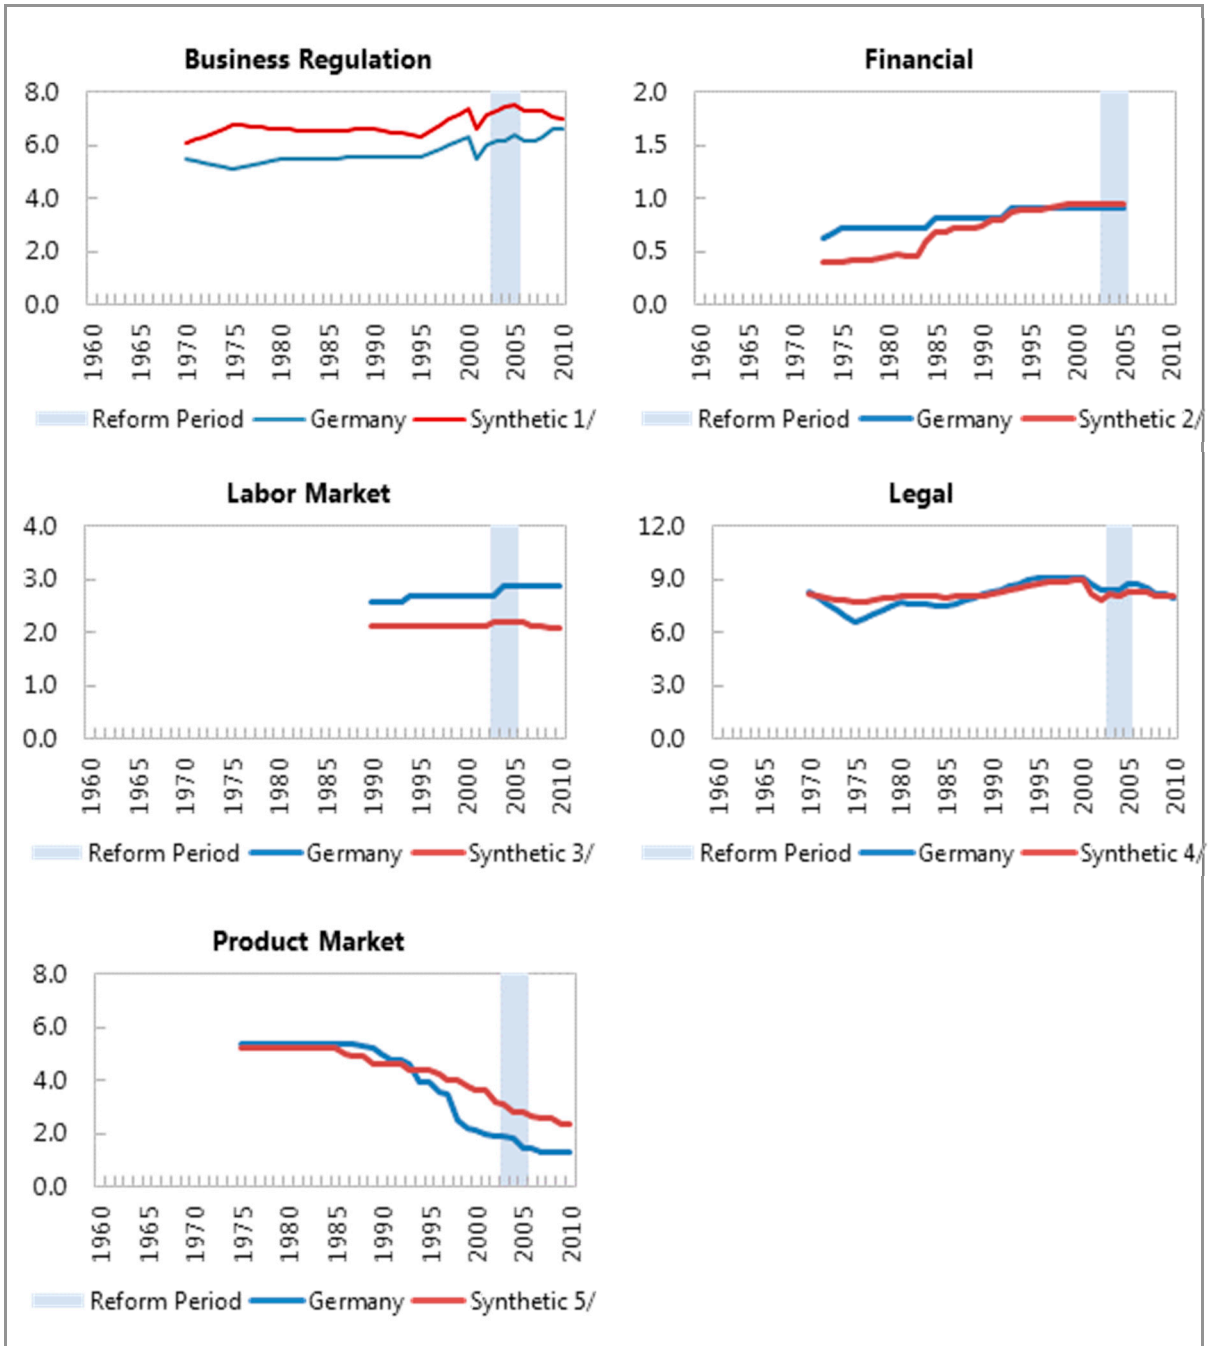 Business Regulation
8.0
6.0
4.0
2.0
0.0
1960 1965 1970 1975 1980 1985 1990 1995 2000 2005 2010
Reform Period Germany Synthetic 1/
Financial
2.0
1.5
1.0
0.5
0.0
1960 1965 1970 1975 1980 1985 1990 1995 2000 2005 2010
Reform Period Germany Synthetic 2/
Labor Market
4.0
3.0
2.0
1.0
0.0
1960 1965 1970 1975 1980 1985 1990 1995 2000 2005 2010
Reform Period Germany Synthetic 3/
Legal
12.0
9.0
6.0
3.0
0.0
1960 1965 1970 1975 1980 1985 1990 1995 2000 2005 2010
Reform Period Germany Synthetic 4/
Product Market
8.0
6.0
4.0
2.0
0.0
1960 1965 1970 1975 1980 1985 1990 1995 2000 2005 2010
Reform Period Germany Synthetic 5/